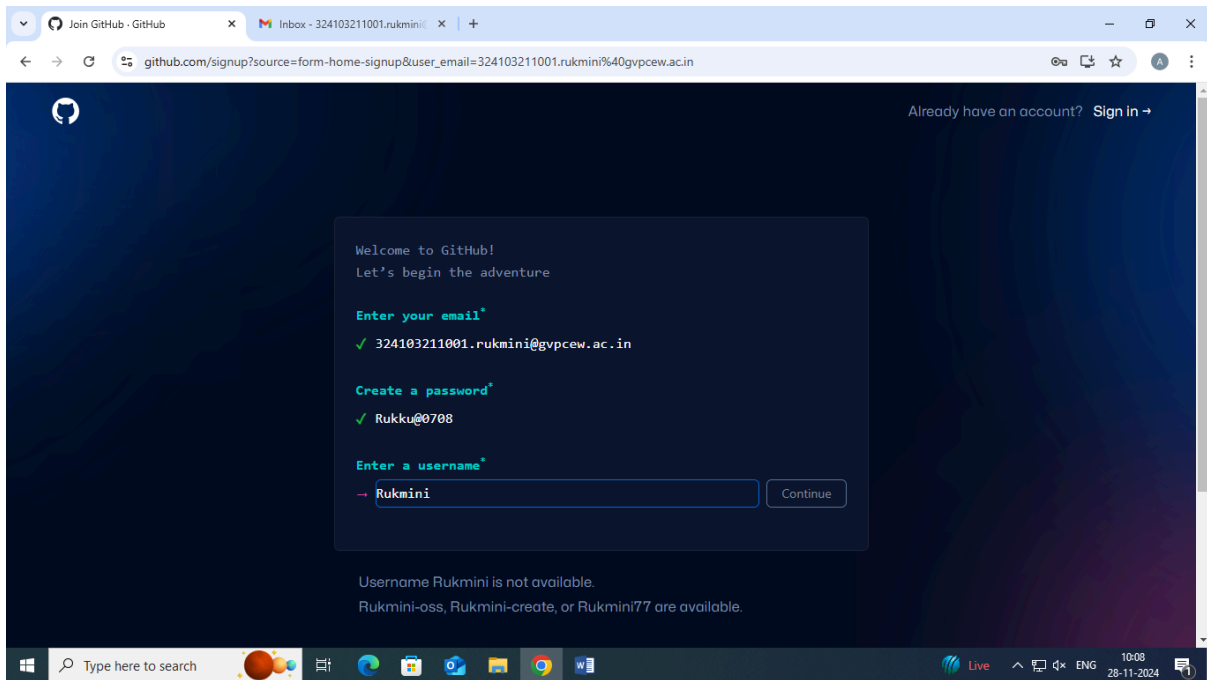 Join GitHub · GitHub
Inbox - 324103211001.rukmini
github.com/signup?source=form-home-signup&user_email=324103211001.rukmini%40gvpcew.ac.in
A
Already have an account? Sign in →
Welcome to GitHub!
Let's begin the adventure
Enter your email*
✓ 324103211001.rukmini@gvpcew.ac.in
Create a password*
✓ Rukku@0708
Enter a username*
→ Rukmini
Continue
Username Rukmini is not available.
Rukmini-oss, Rukmini-create, or Rukmini77 are available.
Type here to search
Live
ENG
10:08
28-11-2024
1